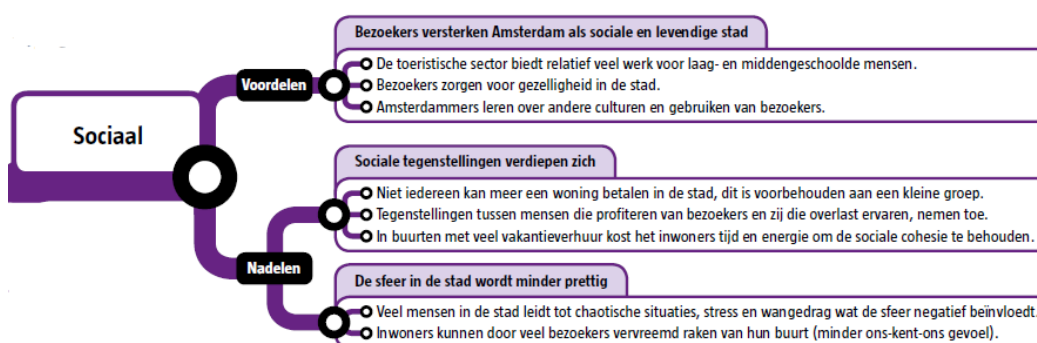 Sociaal
Voordelen
Bezoekers versterken Amsterdam als sociale en levendige stad
De toeristische sector biedt relatief veel werk voor laag- en middengeschoolde mensen.
Bezoekers zorgen voor gezelligheid in de stad.
Amsterdammers leren over andere culturen en gebruiken van bezoekers.
Nadelen
Sociale tegenstellingen verdiepen zich
Niet iedereen kan meer een woning betalen in de stad, dit is voorbehouden aan een kleine groep.
Tegenstellingen tussen mensen die profiteren van bezoekers en zij die overlast ervaren, nemen toe.
In buurten met veel vakantieverhuur kost het inwoners tijd en energie om de sociale cohesie te behouden.
De sfeer in de stad wordt minder prettig
Veel mensen in de stad leidt tot chaotische situaties, stress en wangedrag wat de sfeer negatief beïnvloedt.
Inwoners kunnen door veel bezoekers vervreemd raken van hun buurt (minder ons-kent-ons gevoel).